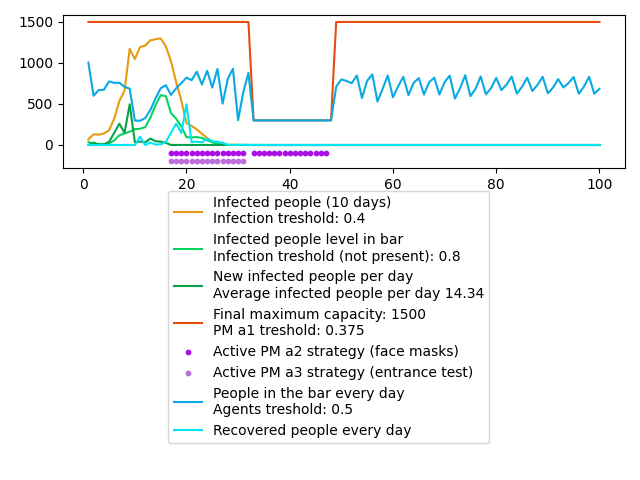 1500
1000
500
0
0
20
40
60
80
100
Infected people (10 days)
Infection treshold: 0.4
Infected people level in bar
Infection treshold (not present): 0.8
New infected people per day
Average infected people per day 14.34
Final maximum capacity: 1500
PM a1 treshold: 0.375
Active PM a2 strategy (face masks)
Active PM a3 strategy (entrance test)
People in the bar every day
Agents treshold: 0.5
Recovered people every day